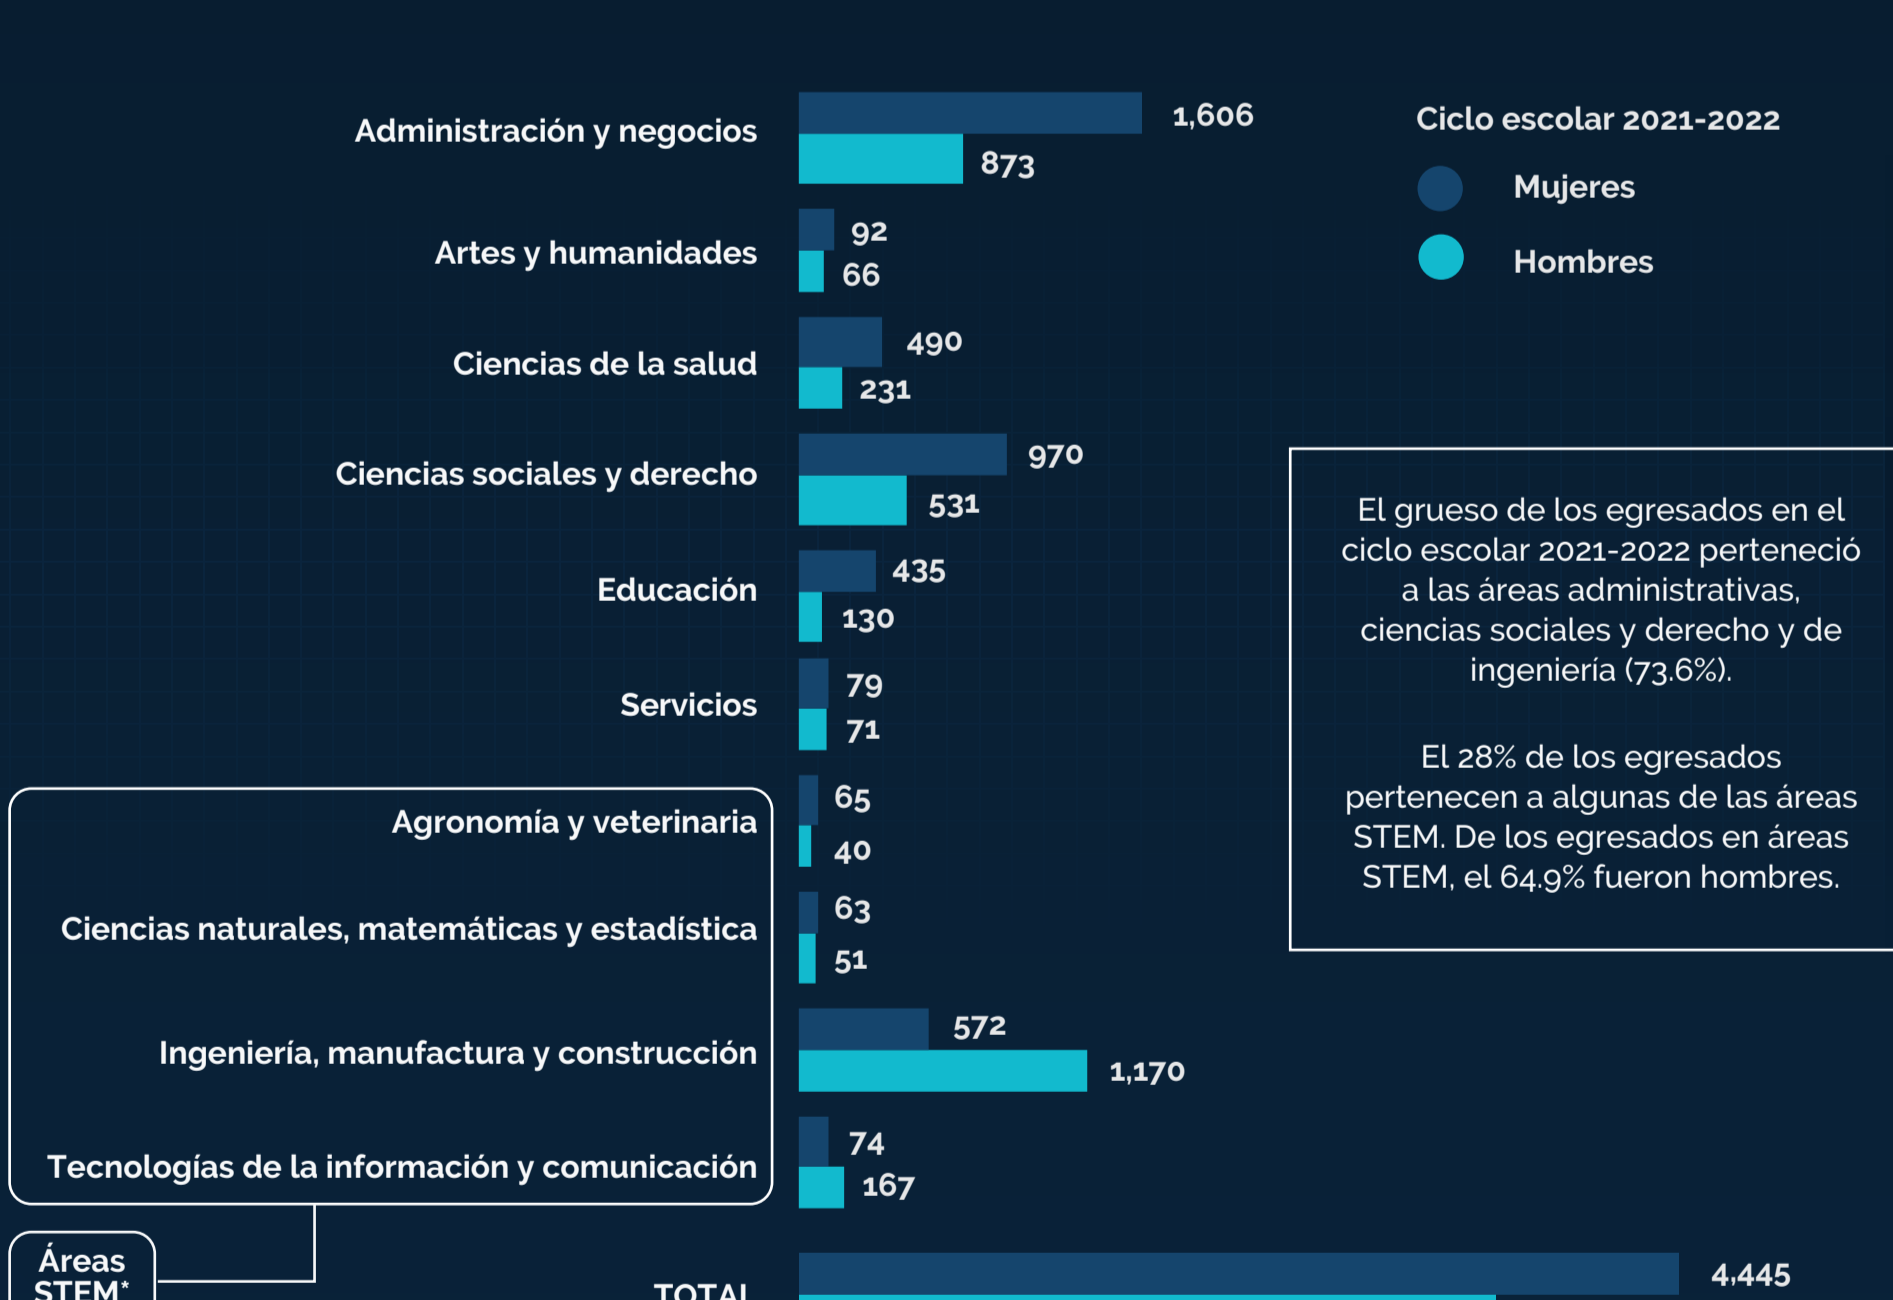 Administración y negocios
1,606
873
Ciclo escolar 2021-2022
Mujeres
Hombres
Artes y humanidades
92
66
Ciencias de la salud
490
231
Ciencias sociales y derecho
970
531
Educación
435
130
Servicios
79
71
El grueso de los egresados en el
ciclo escolar 2021-2022 perteneció
a las áreas administrativas,
ciencias sociales y derecho y de
ingeniería (73.6%).
El 28% de los egresados
pertenecen a algunas de las áreas
STEM. De los egresados en áreas
STEM, el 64.9% fueron hombres.
Agronomía y veterinaria
65
40
Ciencias naturales, matemáticas y estadística
63
51
Ingeniería, manufactura y construcción
572
1,170
Tecnologías de la información y comunicación
74
167
Áreas
STEM*
TOTAL
4,445